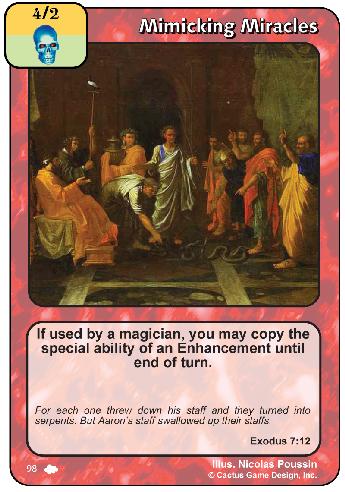 4/2
Mimicking Miracles
If used by a magician, you may copy the
special ability of an Enhancement until
end of turn.
For each one threw down his staff and they turned into
serpents. But Aaron's staff swallowed up their staffs
Exodus 7:12
98
Illus. Nicolas Poussin
© Cactus Game Design, Inc.